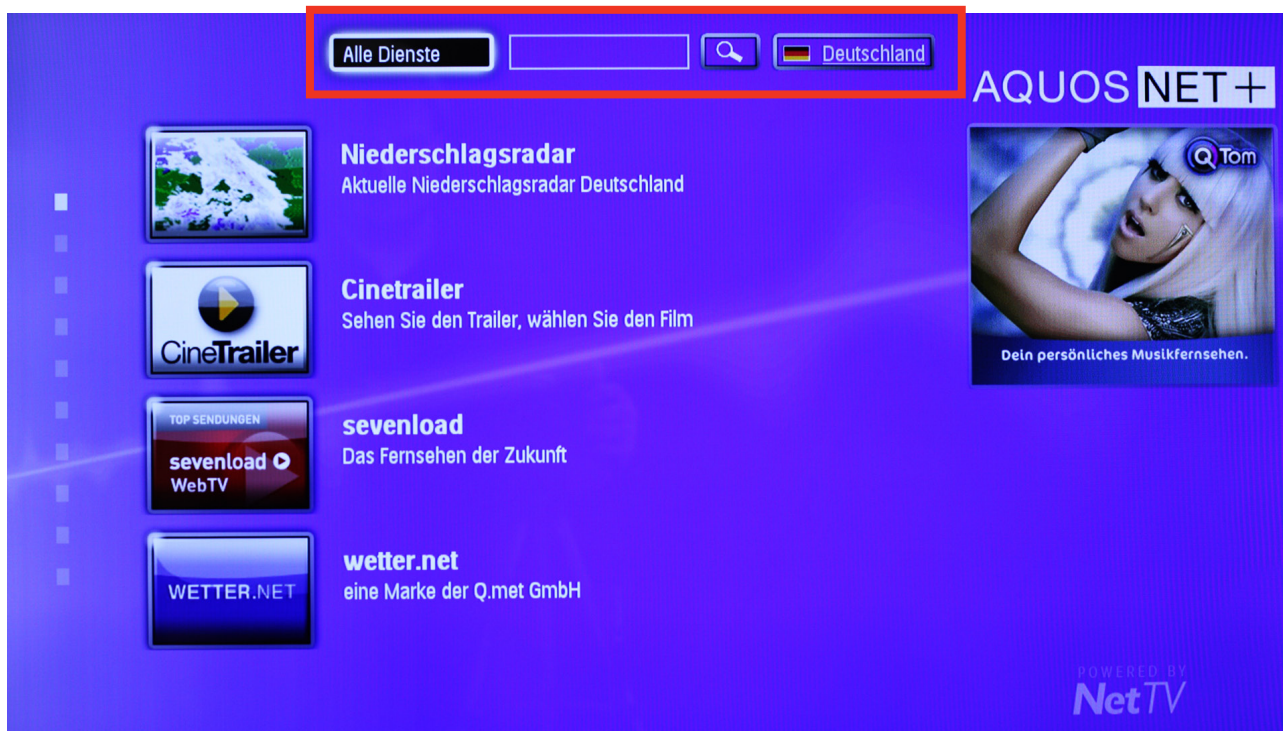 Alle Dienste
Deutschland
AQUOS NET+
Niederschlagsradar
Aktuelle Niederschlagsradar Deutschland
Q Tom
Cinetrailer
Sehen Sie den Trailer, wählen Sie den Film
CineTrailer
Dein persönliches Musikfernsehen.
TOP SENDUNGEN
sevenload
WebTV
sevenload
Das Fernsehen der Zukunft
WETTER.NET
wetter.net
eine Marke der Q.met GmbH
POWERED BY
NetTV